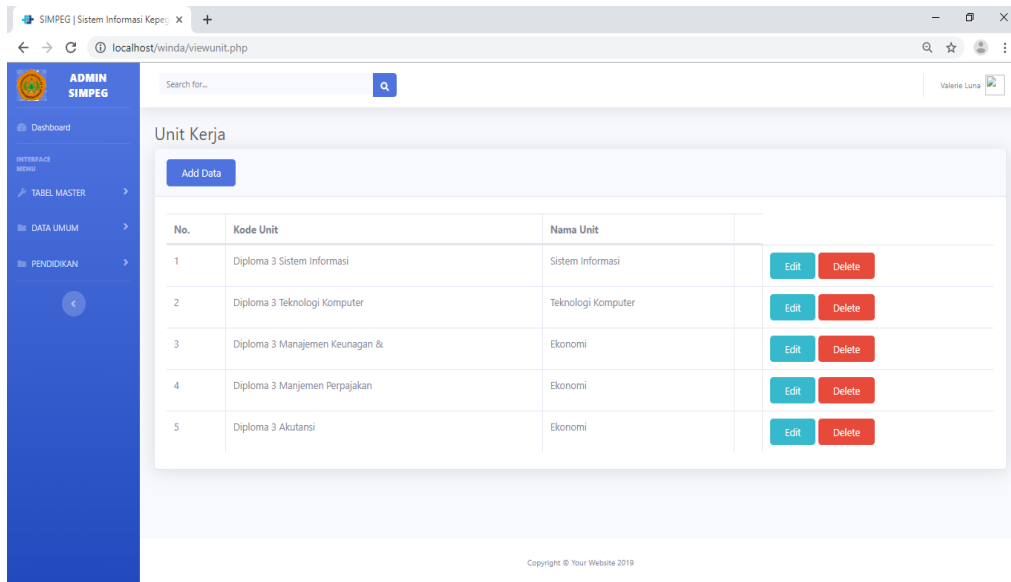 SIMPEG | Sistem Informasi Kepeg
localhost/winda/viewunit.php
ADMIN
SIMPEG
Search for...
Valerie Luna
Dashboard
INTERFACE
MENU
TABEL MASTER
DATA UMUM
PENDIDIKAN
Unit Kerja
Add Data
No. Kode Unit Nama Unit
1 Diploma 3 Sistem Informasi Sistem Informasi Edit Delete
2 Diploma 3 Teknologi Komputer Teknologi Komputer Edit Delete
3 Diploma 3 Manajemen Keunagan & Ekonomi Edit Delete
4 Diploma 3 Manjemen Perpajakan Ekonomi Edit Delete
5 Diploma 3 Akutansi Ekonomi Edit Delete
Copyright © Your Website 2019